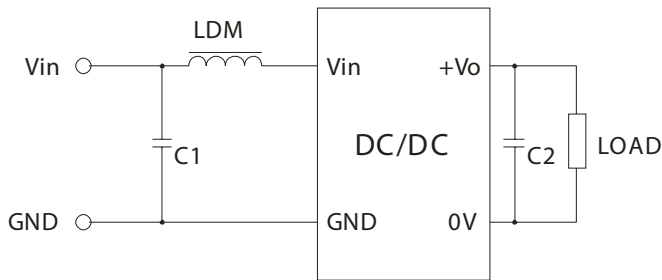 LDM
Vin
Vin
+Vo
C1
DC/DC
C2
LOAD
GND
GND
0V